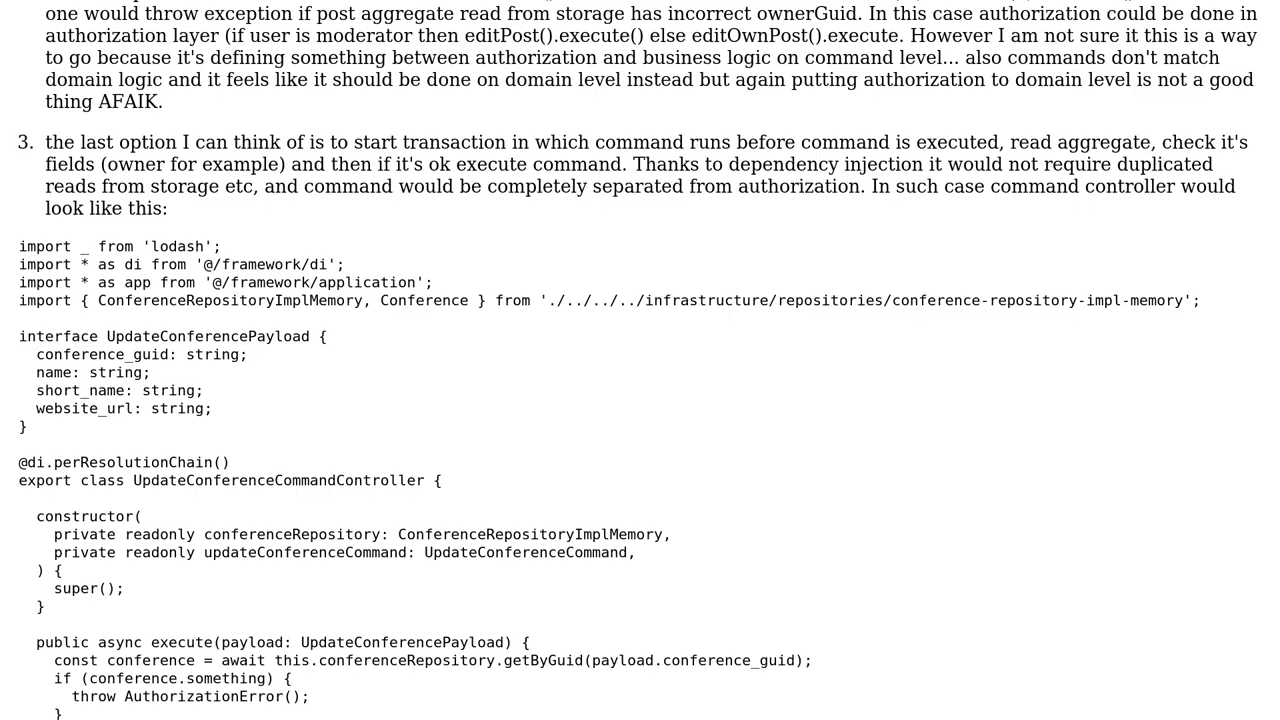 one would throw exception if post aggregate read from storage has incorrect ownerGuid. In this case authorization could be done in
authorization layer (if user is moderator then editPost().execute() else editOwnPost().execute. However I am not sure it this is a way
to go because it's defining something between authorization and business logic on command level... also commands don't match
domain logic and it feels like it should be done on domain level instead but again putting authorization to domain level is not a good
thing AFAIK.
3. the last option I can think of is to start transaction in which command runs before command is executed, read aggregate, check it's
fields (owner for example) and then if it's ok execute command. Thanks to dependency injection it would not require duplicated
reads from storage etc, and command would be completely separated from authorization. In such case command controller would
look like this:
import _ from 'lodash';
import * as di from '@/framework/di';
import * as app from '@/framework/application';
import { ConferenceRepositoryImplMemory, Conference } from './../../../infrastructure/repositories/conference-repository-impl-memory';
interface UpdateConferencePayload {
  conference_guid: string;
  name: string;
  short_name: string;
  website_url: string;
}
@di.perResolutionChain()
export class UpdateConferenceCommandController {
  constructor(
    private readonly conferenceRepository: ConferenceRepositoryImplMemory,
    private readonly updateConferenceCommand: UpdateConferenceCommand,
  ) {
    super();
  }
  public async execute(payload: UpdateConferencePayload) {
    const conference = await this.conferenceRepository.getByGuid(payload.conference_guid);
    if (conference.something) {
      throw AuthorizationError();
    }